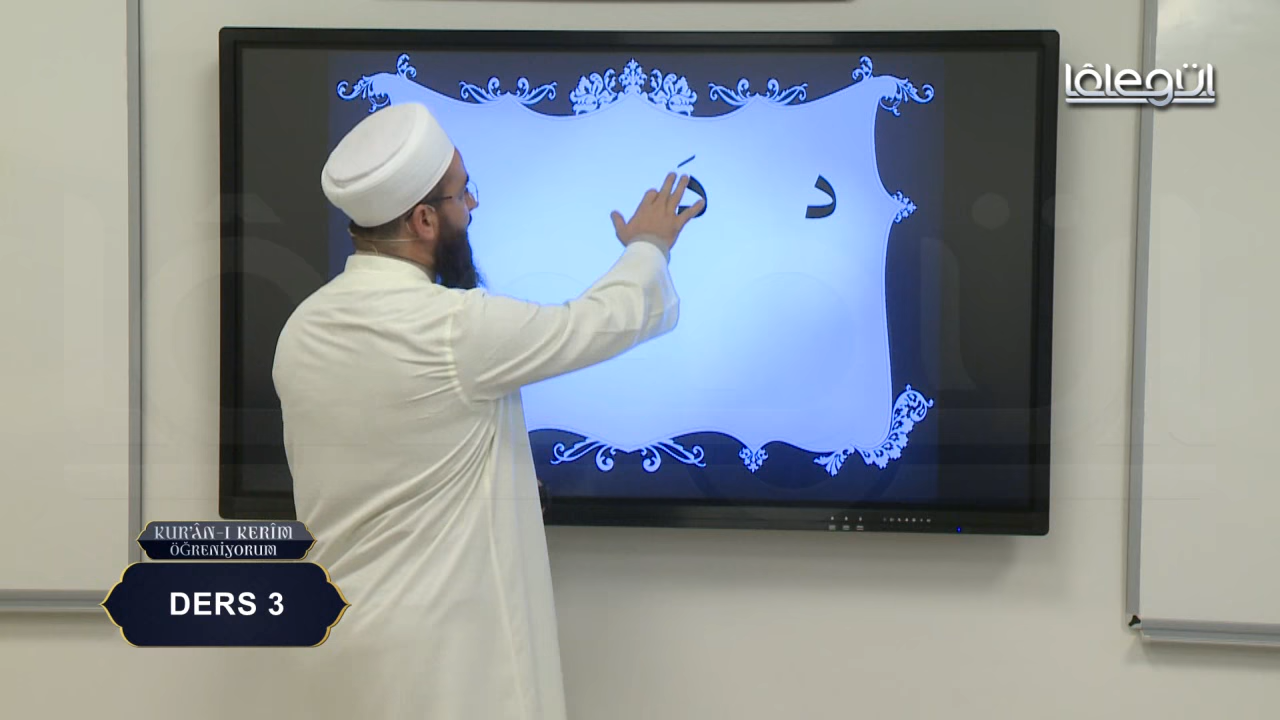 lâlegül
د دَ
KUR'ÂN-I KERÎM
ÖĞRENİYORUM
DERS 3